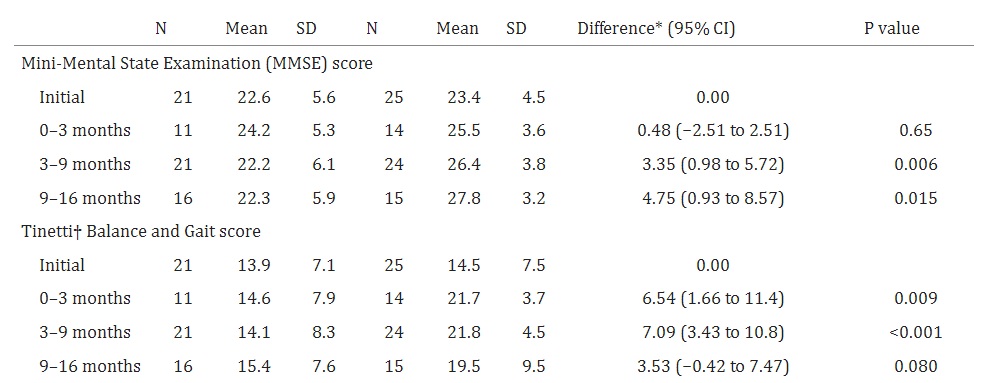 N Mean SD N Mean SD Difference* (95% CI) P value
Mini-Mental State Examination (MMSE) score
Initial 21 22.6 5.6 25 23.4 4.5 0.00
0–3 months 11 24.2 5.3 14 25.5 3.6 0.48 (−2.51 to 2.51) 0.65
3–9 months 21 22.2 6.1 24 26.4 3.8 3.35 (0.98 to 5.72) 0.006
9–16 months 16 22.3 5.9 15 27.8 3.2 4.75 (0.93 to 8.57) 0.015
Tinetti† Balance and Gait score
Initial 21 13.9 7.1 25 14.5 7.5 0.00
0–3 months 11 14.6 7.9 14 21.7 3.7 6.54 (1.66 to 11.4) 0.009
3–9 months 21 14.1 8.3 24 21.8 4.5 7.09 (3.43 to 10.8) <0.001
9–16 months 16 15.4 7.6 15 19.5 9.5 3.53 (−0.42 to 7.47) 0.080